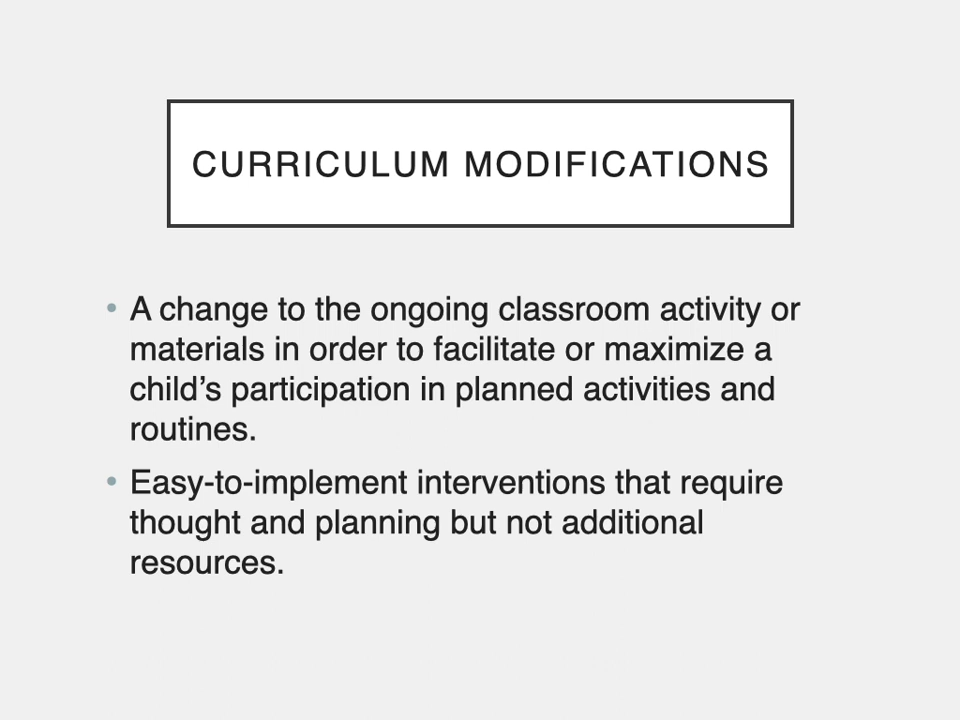 CURRICULUM MODIFICATIONS
• A change to the ongoing classroom activity or
materials in order to facilitate or maximize a
child’s participation in planned activities and
routines.
• Easy-to-implement interventions that require
thought and planning but not additional
resources.